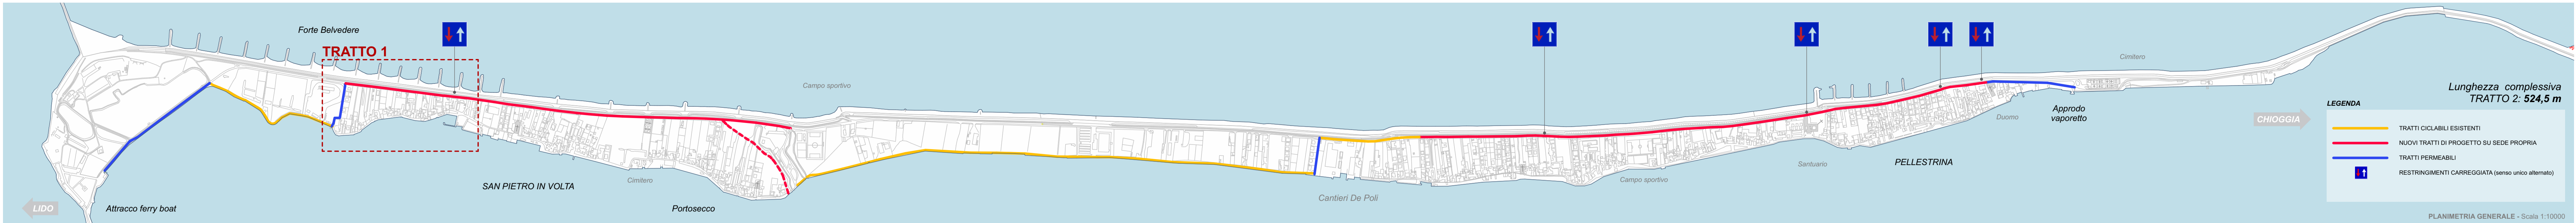 Forte Belvedere
TRATTO 1
Campo sportivo
Cimitero
Lunghezza complessiva
TRATTO 2: 524,5 m
LEGENDA
Approdo
vaporetto
CHIOGGIA
Duomo
TRATTI CICLABILI ESISTENTI
NUOVI TRATTI DI PROGETTO SU SEDE PROPRIA
TRATTI PERMEABILI
RESTRINGIMENTI CARREGGIATA (senso unico alternato)
Santuario
PELLESTRINA
SAN PIETRO IN VOLTA
Cimitero
Campo sportivo
Cantieri De Poli
LIDO
Attracco ferry boat
Portosecco
PLANIMETRIA GENERALE - Scala 1:10000